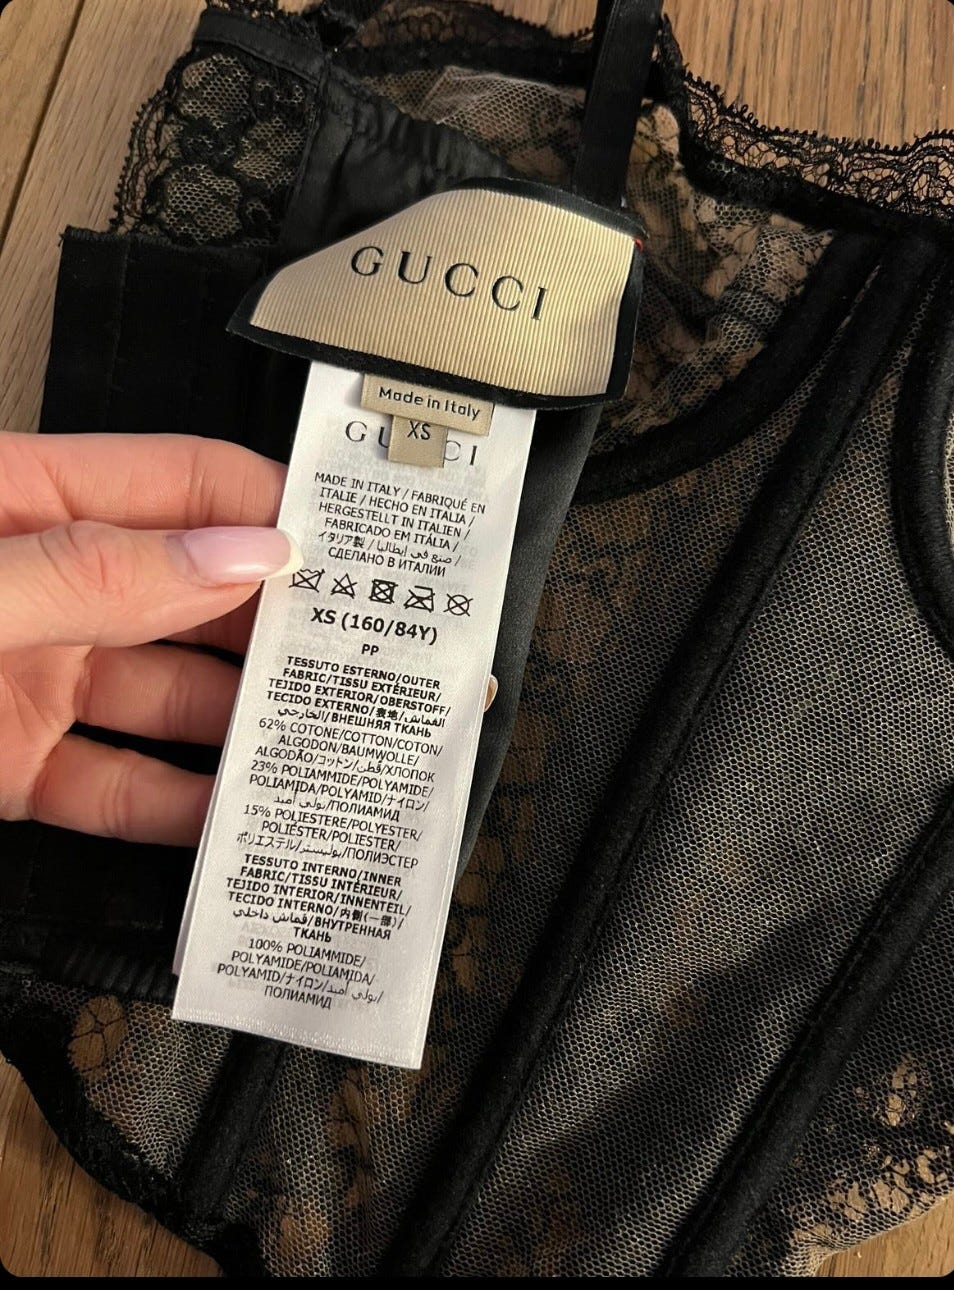 GUCCI
Made in Italy
XS
GUCCI
MADE IN ITALY / FABRIQUÉ EN
ITALIE / HECHO EN ITALIA /
HERGESTELLT IN ITALIEN /
FABRICADO EM ITÁLIA /
イタリア製 / صنع في إيطاليا /
СДЕЛАНО В ИТАЛИИ
XS (160/84Y)
PP
TESSUTO ESTERNO/OUTER
FABRIC/TISSU EXTÉRIEUR/
TEJIDO EXTERIOR/OBERSTOFF/
TECIDO EXTERNO/表地/القماش
الخارجي/ВНЕШНЯЯ ТКАНЬ
62% COTONE/COTTON/COTON/
ALGODON/BAUMWOLLE/
ALGODÃO/コットン/قطن/ХЛОПОК
23% POLIAMMIDE/POLYAMIDE/
POLIAMIDA/POLYAMID/ナイロン/
بولي أميد/ПОЛИАМИД
15% POLIESTERE/POLYESTER/
POLIÉSTER/POLIESTER/
ポリエステル/بوليستر/ПОЛИЭСТЕР
TESSUTO INTERNO/INNER
FABRIC/TISSU INTÉRIEUR/
TEJIDO INTERIOR/INNENTEIL/
TECIDO INTERNO/内側(一部)/
قماش داخلي/ВНУТРЕННАЯ
ТКАНЬ
100% POLIAMMIDE/
POLYAMIDE/POLIAMIDA/
POLYAMID/ナイロン/بولي أميد/
ПОЛИАМИД